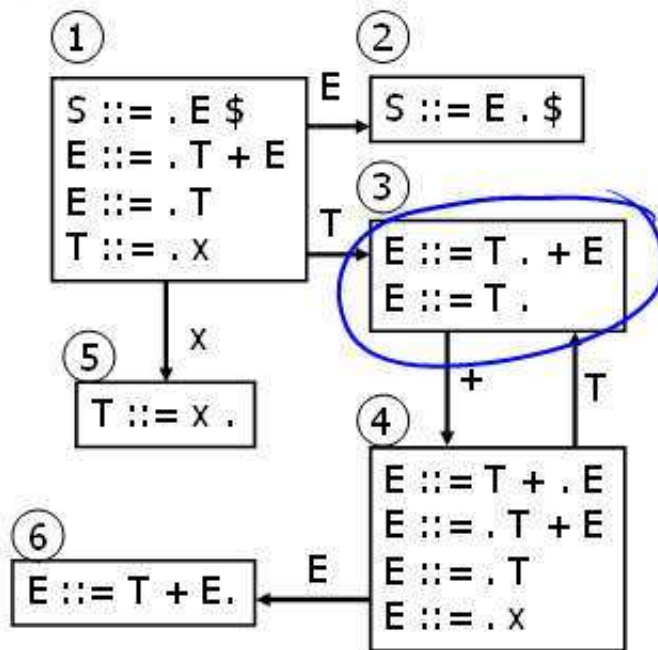 1
S ::= . E $
E ::= . T + E
E ::= . T
T ::= . x
E
T
x
2
S ::= E . $
3
E ::= T . + E
E ::= T .
+
T
5
T ::= x .
4
E ::= T + . E
E ::= . T + E
E ::= . T
E ::= . x
E
6
E ::= T + E.